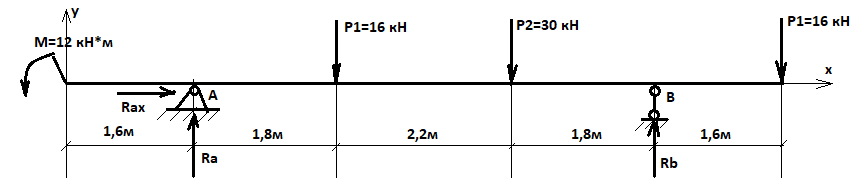 y
M=12 кН*м
P1=16 кН
P2=30 кН
P1=16 кН
x
Rax
A
B
1,6м
1,8м
2,2м
1,8м
1,6м
Ra
Rb